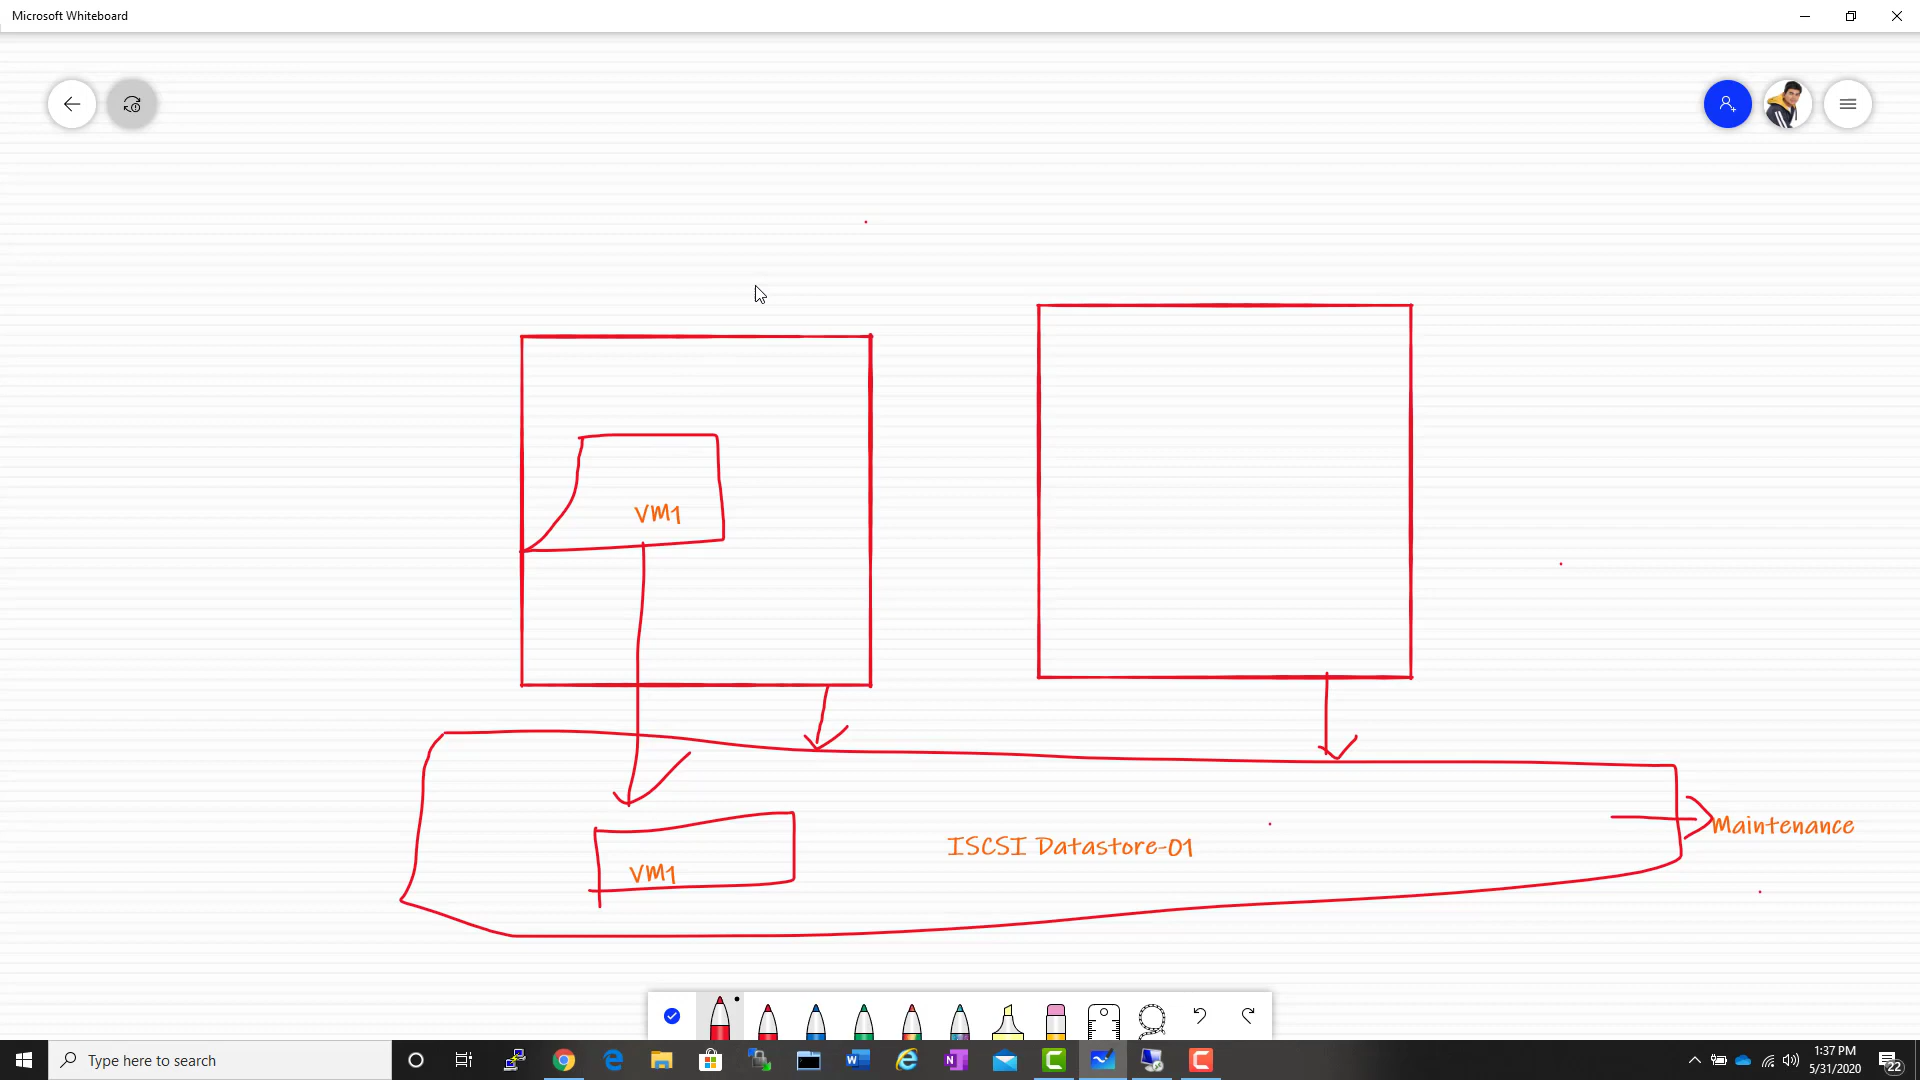 Microsoft Whiteboard
VM1
ISCSI Datastore-01
Maintenance
VM1
Type here to search
1:37 PM
5/31/2020
22